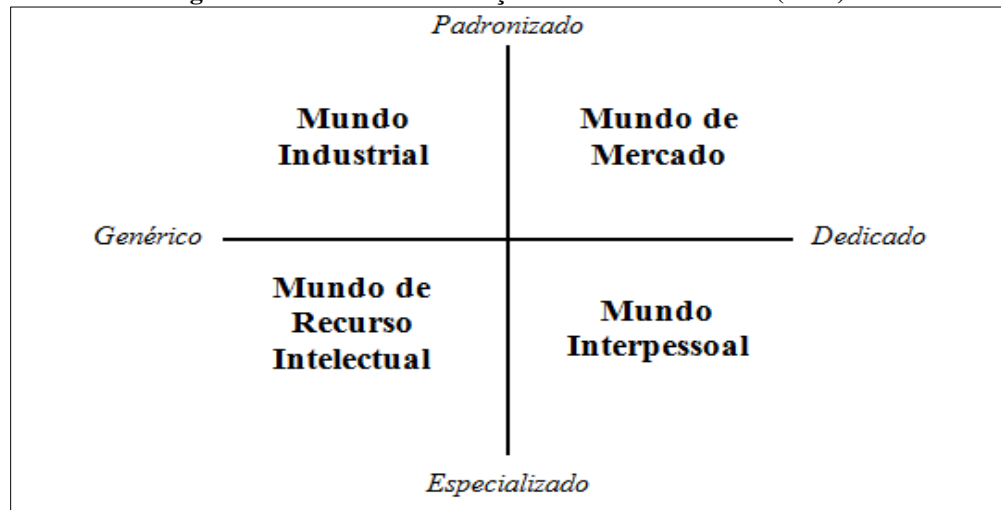 Padronizado
Mundo
Industrial
Mundo de
Mercado
Genérico
Dedicado
Mundo de
Recurso
Intelectual
Mundo
Interpessoal
Especializado